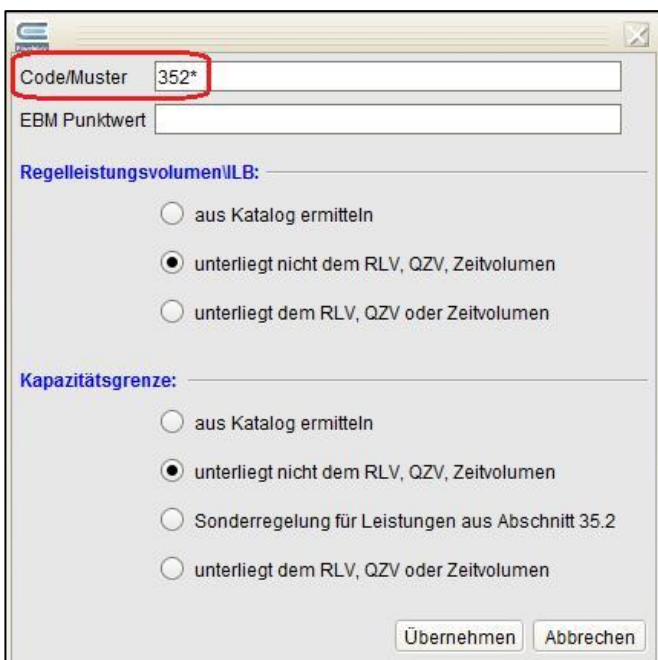 Code/Muster 352*
EBM Punktwert
Regelleistungsvolumen\ILB:
aus Katalog ermitteln
unterliegt nicht dem RLV, QZV, Zeitvolumen
unterliegt dem RLV, QZV oder Zeitvolumen
Kapazitätsgrenze:
aus Katalog ermitteln
unterliegt nicht dem RLV, QZV, Zeitvolumen
Sonderregelung für Leistungen aus Abschnitt 35.2
unterliegt dem RLV, QZV oder Zeitvolumen
Übernehmen Abbrechen